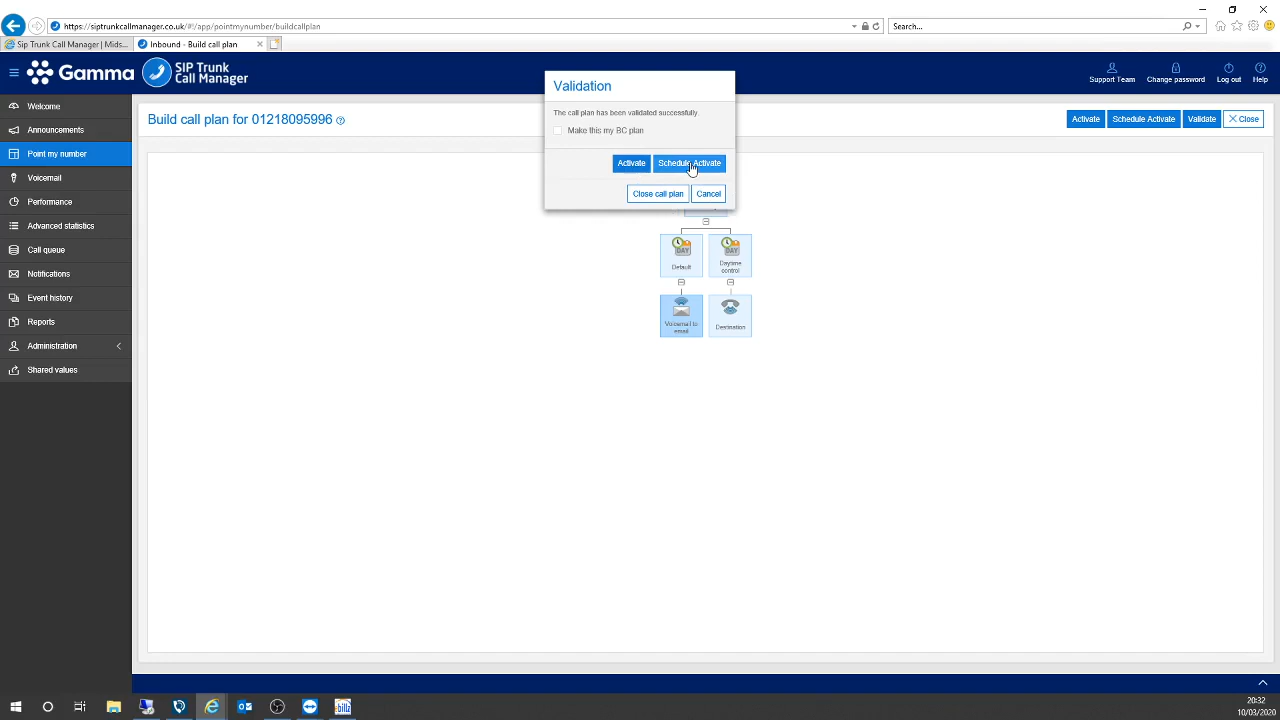 https://siptrunkcallmanager.co.uk/#!/app/pointmynumber/buildcallplan
Search...
Sip Trunk Call Manager | Mids...
Inbound - Build call plan
Gamma
SIP Trunk
Call Manager
Support Team
Change password
Log out
Help
Welcome
Announcements
Point my number
Voicemail
Performance
Advanced statistics
Call queue
Notifications
Event history
Reports
Administration
Shared values
Build call plan for 01218095996
Activate
Schedule Activate
Validate
Close
Validation
The call plan has been validated successfully.
Make this my BC plan
Activate
Schedule Activate
Close call plan
Cancel
DAY
Default
DAY
Daytime
control
Voicemail to
email
Destination
20:32
10/03/2020